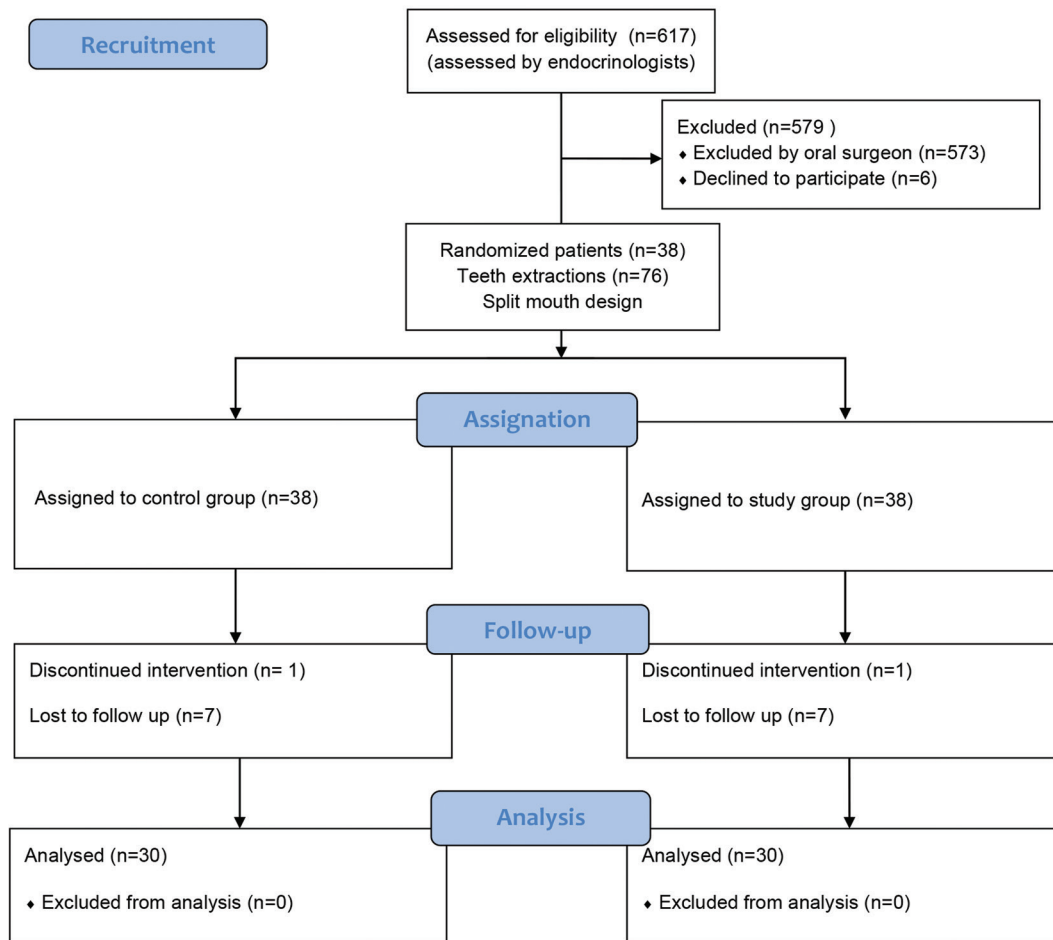 Recruitment
Assessed for eligibility (n=617)
(assessed by endocrinologists)
Excluded (n=579 )
♦ Excluded by oral surgeon (n=573)
♦ Declined to participate (n=6)
Randomized patients (n=38)
Teeth extractions (n=76)
Split mouth design
Assignation
Assigned to control group (n=38)
Assigned to study group (n=38)
Follow-up
Discontinued intervention (n= 1)
Lost to follow up (n=7)
Discontinued intervention (n=1)
Lost to follow up (n=7)
Analysis
Analysed (n=30)
♦ Excluded from analysis (n=0)
Analysed (n=30)
♦ Excluded from analysis (n=0)